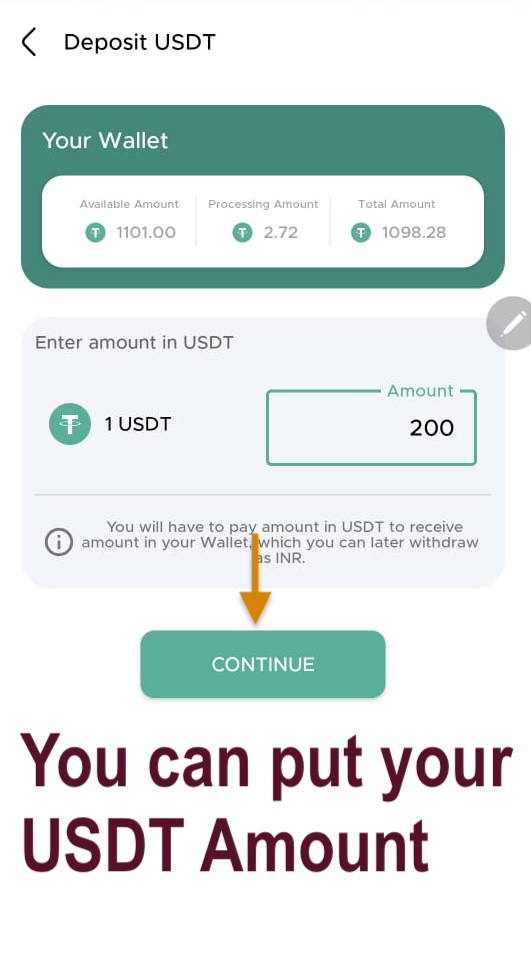 Deposit USDT
Your Wallet
Available Amount Processing Amount Total Amount
1101.00 2.72 1098.28
Enter amount in USDT
Amount
1 USDT 200
You will have to pay amount in USDT to receive
amount in your Wallet, which you can later withdraw
as INR.
CONTINUE
You can put your
USDT Amount